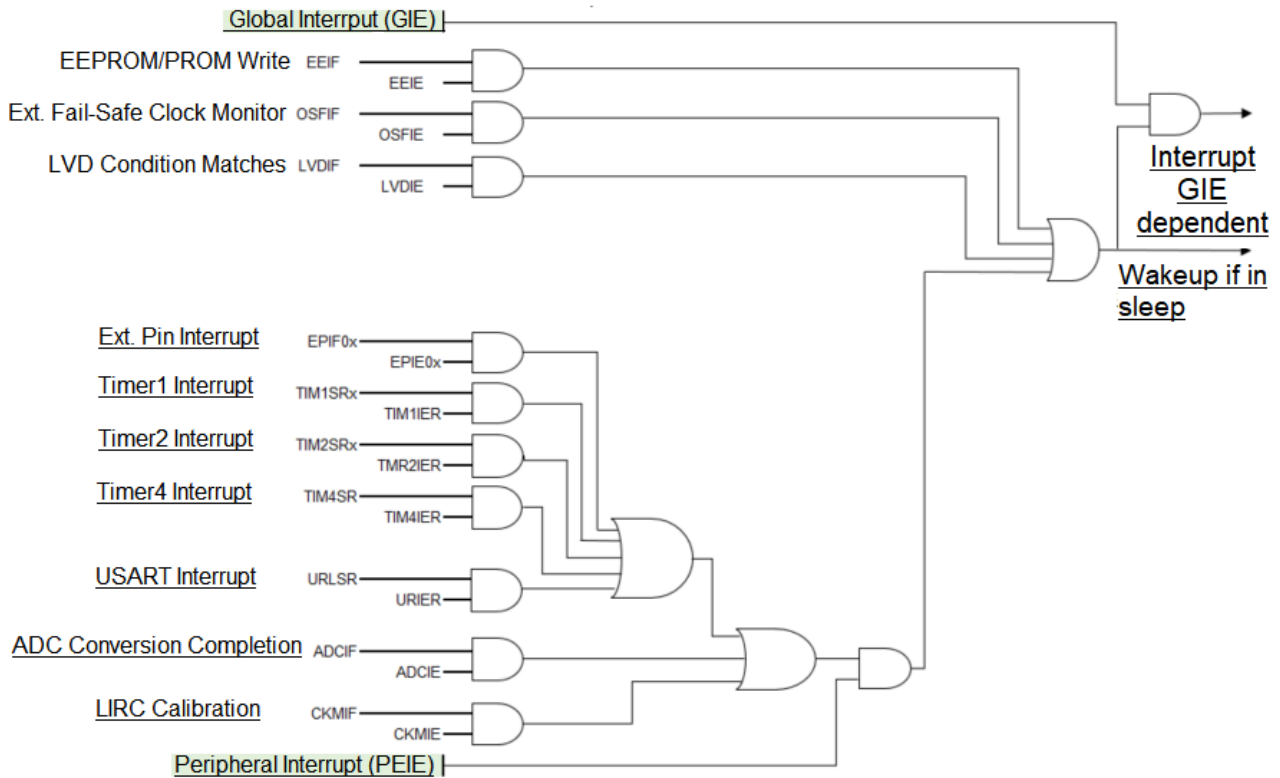 Global Interrput (GIE)
EEPROM/PROM Write EEIF
EEIE
Ext. Fail-Safe Clock Monitor OSFIF
OSFIE
LVD Condition Matches LVDIF
LVDIE
Interrupt
GIE
dependent
Wakeup if in
sleep
Ext. Pin Interrupt EPIF0x
EPIE0x
Timer1 Interrupt TIM1SRx
TIM1IER
Timer2 Interrupt TIM2SRx
TMR2IER
Timer4 Interrupt TIM4SR
TIM4IER
USART Interrupt URLSR
URIER
ADC Conversion Completion ADCIF
ADCIE
LIRC Calibration CKMIF
CKMIE
Peripheral Interrupt (PEIE)